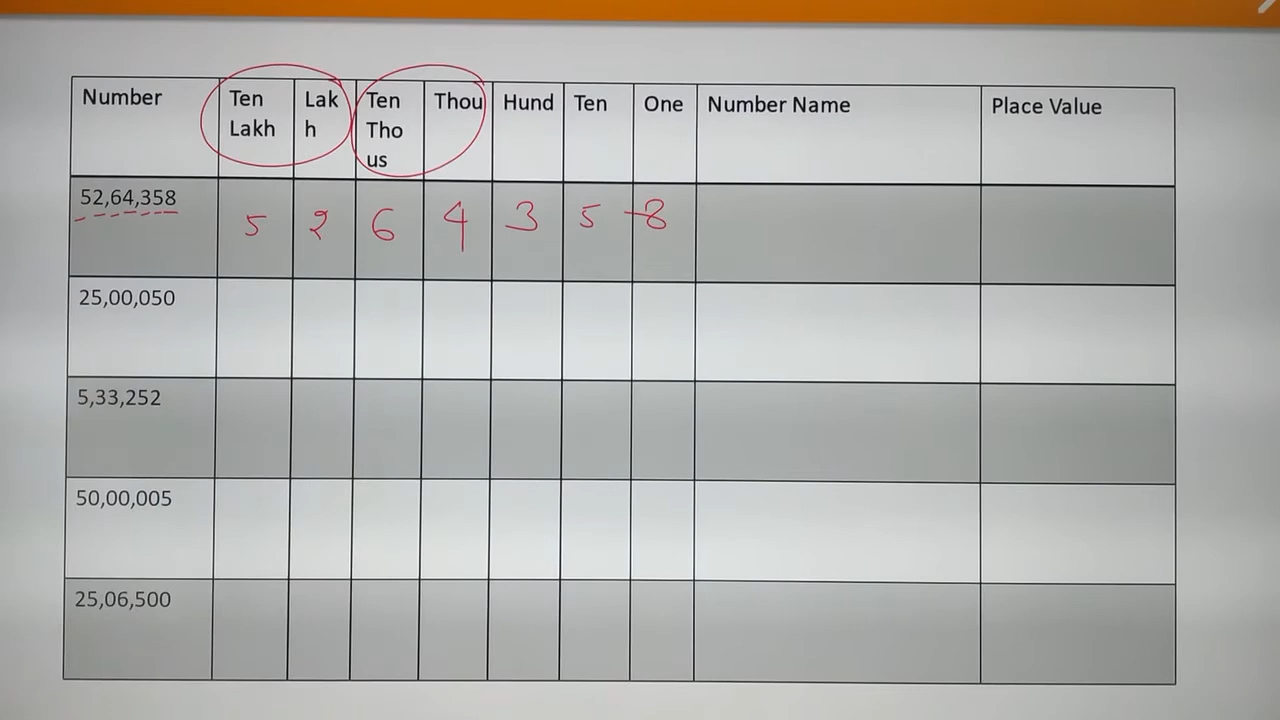 Number Ten Lakh Lak h Ten Tho us Thou Hund Ten One Number Name Place Value
52,64,358 5 2 6 4 3 5 8
25,00,050
5,33,252
50,00,005
25,06,500